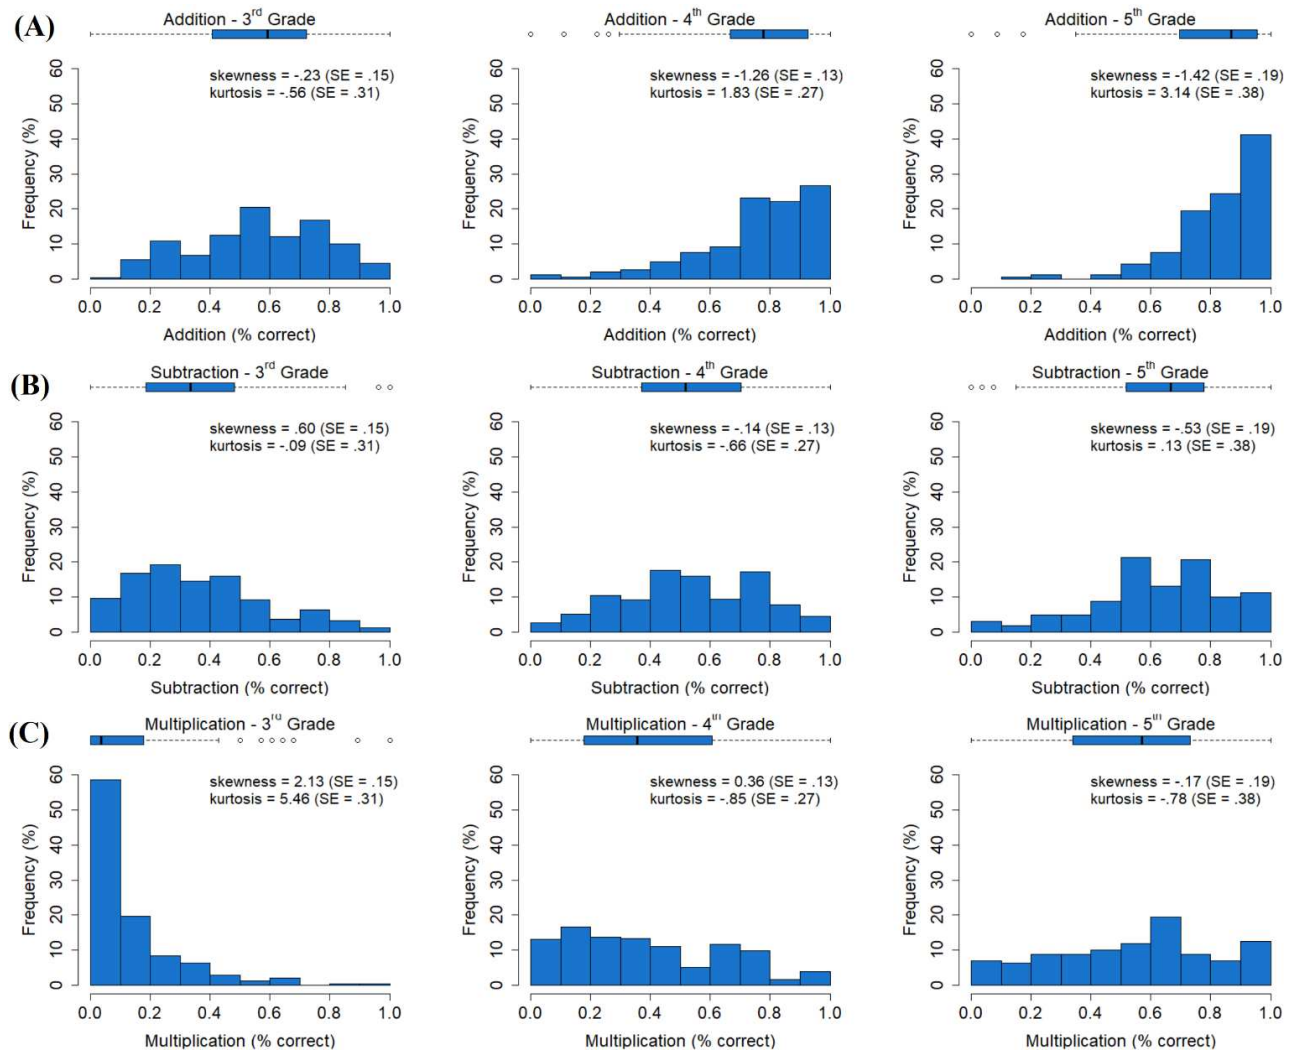 (A)
Addition - 3rd Grade
skewness = -.23 (SE = .15)
kurtosis = -.56 (SE = .31)
Frequency (%)
0 10 20 30 40 50 60
0.0 0.2 0.4 0.6 0.8 1.0
Addition (% correct)
Addition - 4th Grade
skewness = -1.26 (SE = .13)
kurtosis = 1.83 (SE = .27)
Frequency (%)
0 10 20 30 40 50 60
0.0 0.2 0.4 0.6 0.8 1.0
Addition (% correct)
Addition - 5th Grade
skewness = -1.42 (SE = .19)
kurtosis = 3.14 (SE = .38)
Frequency (%)
0 10 20 30 40 50 60
0.0 0.2 0.4 0.6 0.8 1.0
Addition (% correct)
(B)
Subtraction - 3rd Grade
skewness = .60 (SE = .15)
kurtosis = -.09 (SE = .31)
Frequency (%)
0 10 20 30 40 50 60
0.0 0.2 0.4 0.6 0.8 1.0
Subtraction (% correct)
Subtraction - 4th Grade
skewness = -.14 (SE = .13)
kurtosis = -.66 (SE = .27)
Frequency (%)
0 10 20 30 40 50 60
0.0 0.2 0.4 0.6 0.8 1.0
Subtraction (% correct)
Subtraction - 5th Grade
skewness = -.53 (SE = .19)
kurtosis = .13 (SE = .38)
Frequency (%)
0 10 20 30 40 50 60
0.0 0.2 0.4 0.6 0.8 1.0
Subtraction (% correct)
(C)
Multiplication - 3rd Grade
skewness = 2.13 (SE = .15)
kurtosis = 5.46 (SE = .31)
Frequency (%)
0 10 20 30 40 50 60
0.0 0.2 0.4 0.6 0.8 1.0
Multiplication (% correct)
Multiplication - 4th Grade
skewness = 0.36 (SE = .13)
kurtosis = -.85 (SE = .27)
Frequency (%)
0 10 20 30 40 50 60
0.0 0.2 0.4 0.6 0.8 1.0
Multiplication (% correct)
Multiplication - 5th Grade
skewness = -.17 (SE = .19)
kurtosis = -.78 (SE = .38)
Frequency (%)
0 10 20 30 40 50 60
0.0 0.2 0.4 0.6 0.8 1.0
Multiplication (% correct)